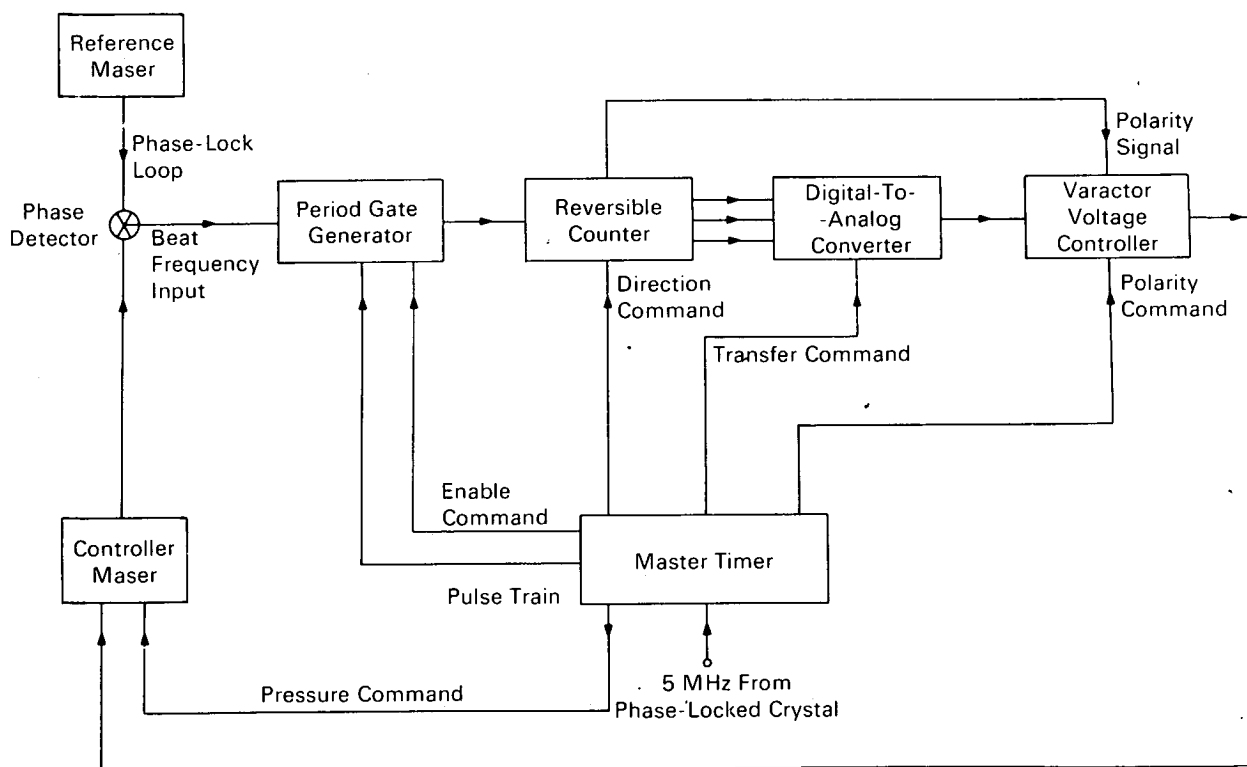 Reference
Maser
Phase-Lock
Loop
Phase
Detector
Beat
Frequency
Input
Period Gate
Generator
Reversible
Counter
Digital-To-
-Analog
Converter
Polarity
Signal
Varactor
Voltage
Controller
Direction
Command
Polarity
Command
Transfer Command
Enable
Command
Controller
Maser
Master Timer
Pulse Train
Pressure Command
5 MHz From
Phase-Locked Crystal